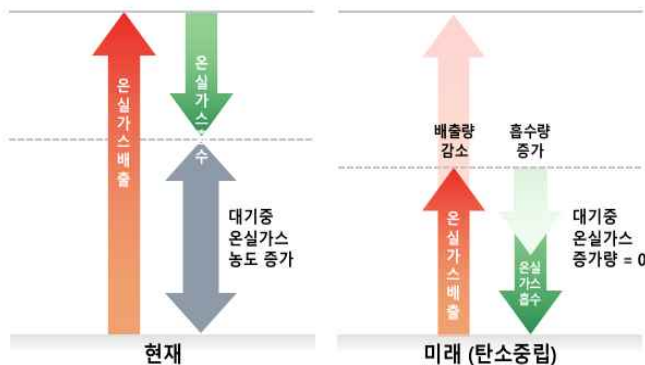 온실가스배출
온실가스흡수
대기중
온실가스
농도 증가
현재
배출량
감소
흡수량
증가
온실가스배출
온실
가스
흡수
대기중
온실가스
증가량 = 0
미래 (탄소중립)